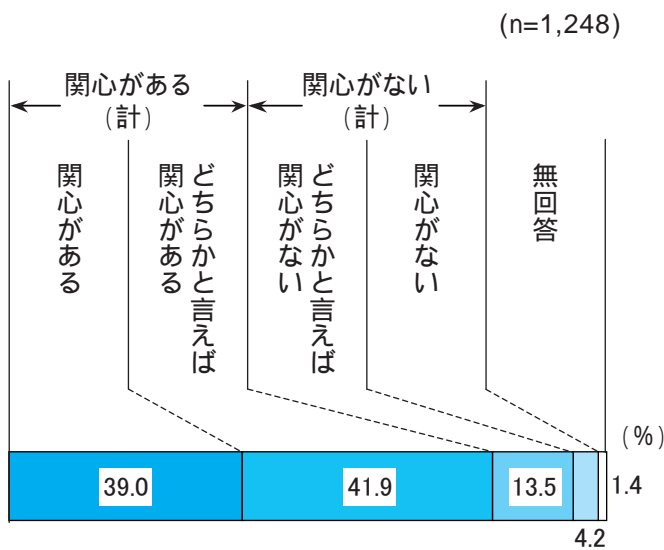 (n=1,248)
関心がある
(計)
関心がない
(計)
関心がある
どちらかと言えば
関心がある
どちらかと言えば
関心がない
関心がない
無回答
(%)
39.0
41.9
13.5
4.2
1.4